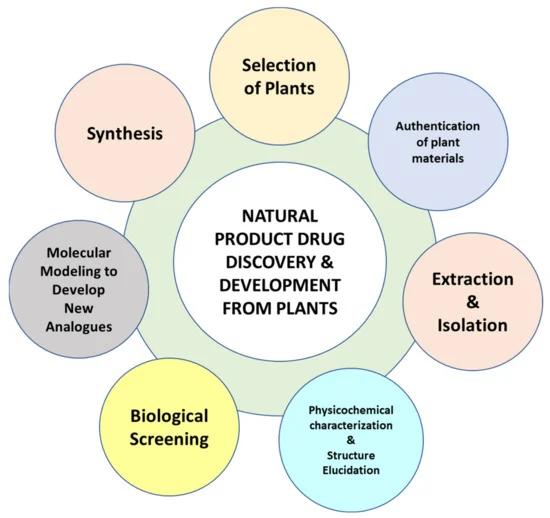 Selection
of Plants
Authentication
of plant
materials
Extraction
&
Isolation
Physicochemical
characterization
&
Structure
Elucidation
Biological
Screening
Molecular
Modeling to
Develop
New
Analogues
Synthesis
NATURAL
PRODUCT DRUG
DISCOVERY &
DEVELOPMENT
FROM PLANTS